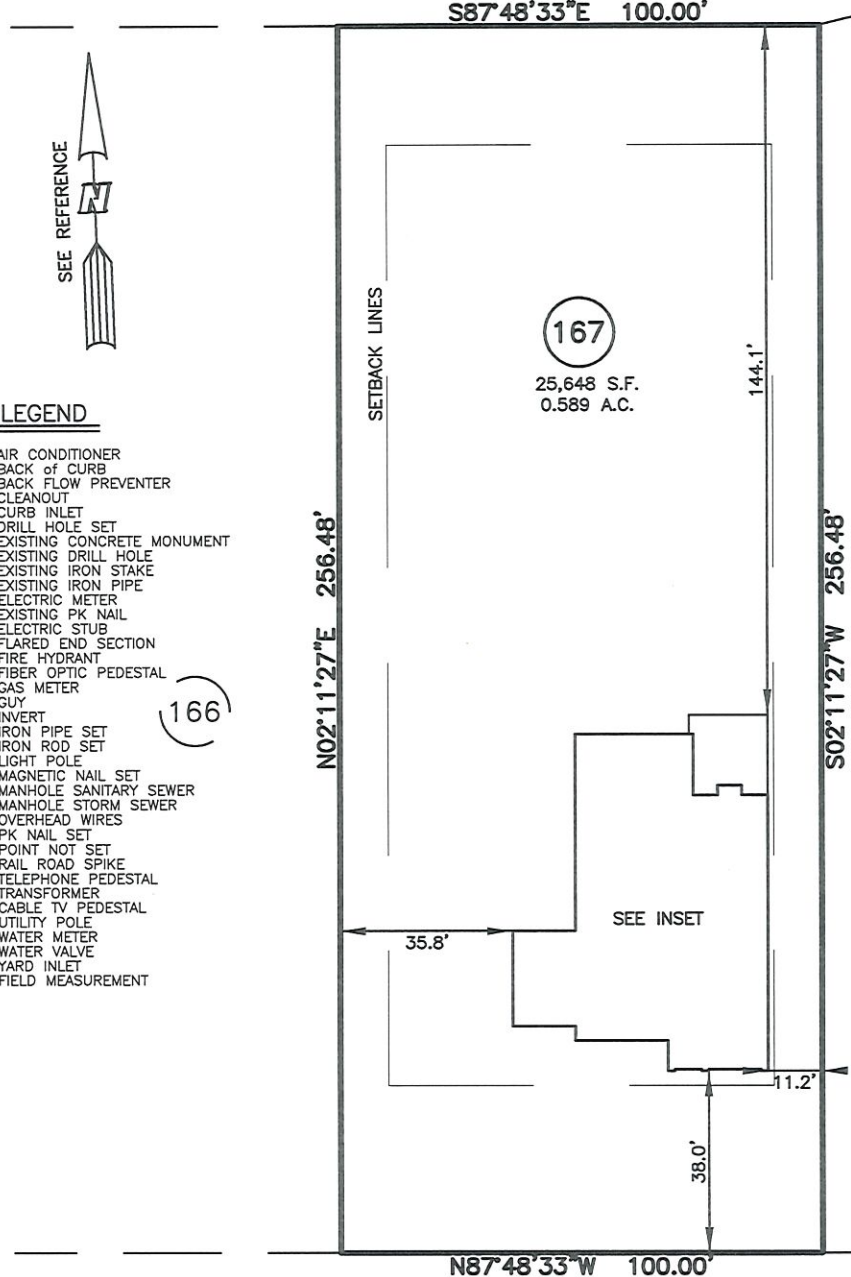 S87°48'33"E 100.00'
SEE REFERENCE
N
SETBACK LINES
167
25,648 S.F.
0.589 A.C.
144.1'
LEGEND
AIR CONDITIONER
BACK of CURB
BACK FLOW PREVENTER
CLEANOUT
CURB INLET
DRILL HOLE SET
EXISTING CONCRETE MONUMENT
EXISTING DRILL HOLE
EXISTING IRON STAKE
EXISTING IRON PIPE
ELECTRIC METER
EXISTING PK NAIL
ELECTRIC STUB
FLARED END SECTION
FIRE HYDRANT
FIBER OPTIC PEDESTAL
GAS METER
GUY
INVERT
IRON PIPE SET
IRON ROD SET
LIGHT POLE
MAGNETIC NAIL SET
MANHOLE SANITARY SEWER
MANHOLE STORM SEWER
OVERHEAD WIRES
PK NAIL SET
POINT NOT SET
RAIL ROAD SPIKE
TELEPHONE PEDESTAL
TRANSFORMER
CABLE TV PEDESTAL
UTILITY POLE
WATER METER
WATER VALVE
YARD INLET
FIELD MEASUREMENT
166
N02°11'27"E 256.48'
S02°11'27"W 256.48'
SEE INSET
35.8'
11.2'
38.0'
N87°48'33"W 100.00'